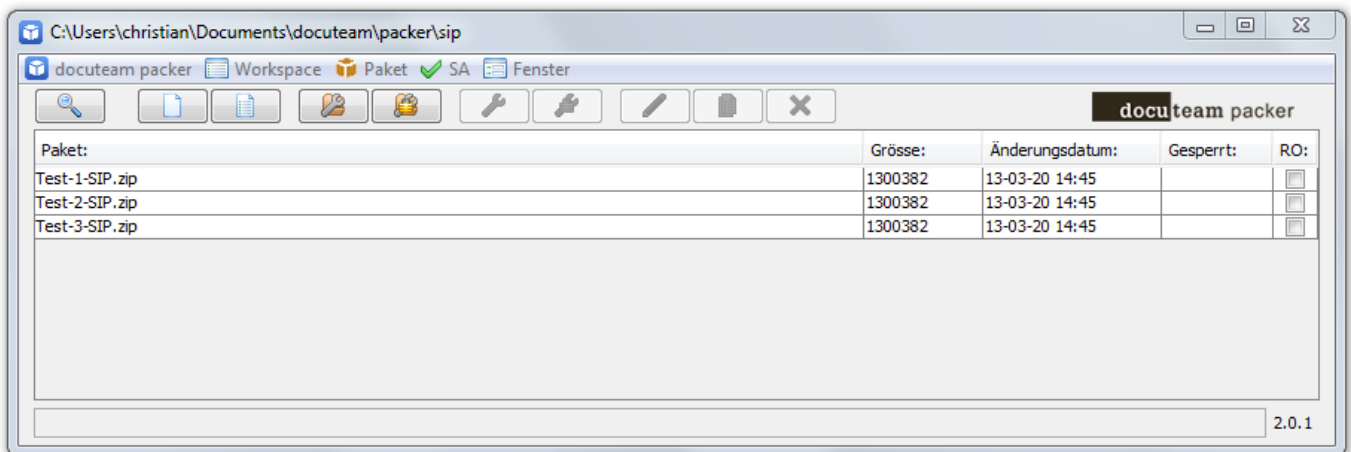 C:\Users\christian\Documents\docuteam\packer\sip
docuteam packer Workspace Paket SA Fenster
docuteam packer
Paket: Grösse: Änderungsdatum: Gesperrt: RO:
Test-1-SIP.zip 1300382 13-03-20 14:45
Test-2-SIP.zip 1300382 13-03-20 14:45
Test-3-SIP.zip 1300382 13-03-20 14:45
2.0.1